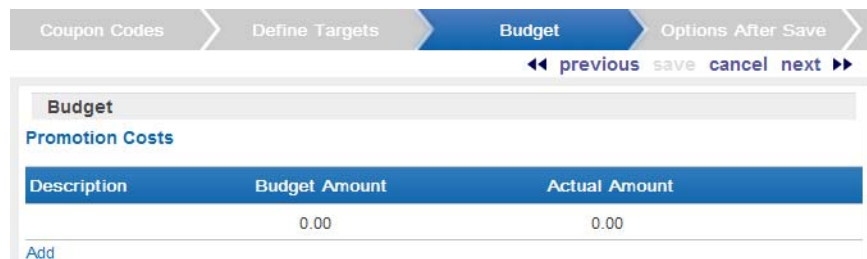 Coupon Codes Define Targets Budget Options After Save
previous save cancel next
Budget
Promotion Costs
Description Budget Amount Actual Amount
0.00 0.00
Add